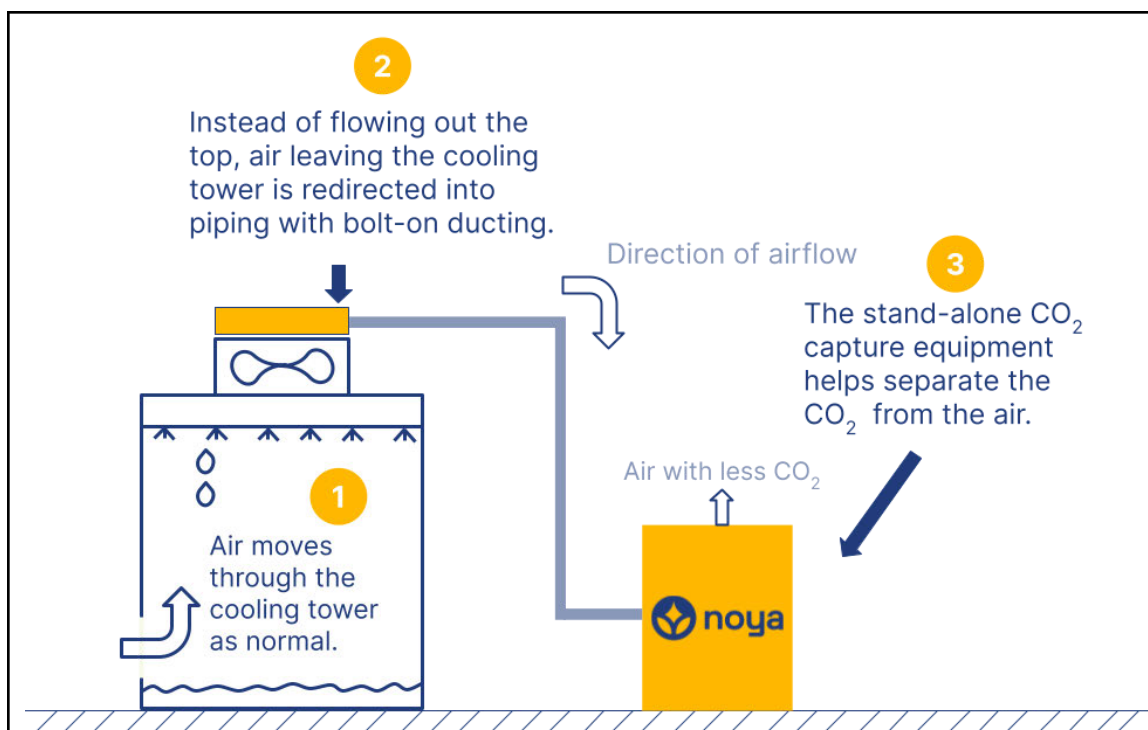 2
Instead of flowing out the
top, air leaving the cooling
tower is redirected into
piping with bolt-on ducting.
Direction of airflow
3
The stand-alone CO₂
capture equipment
helps separate the
CO₂ from the air.
Air with less CO₂
1
Air moves
through the
cooling tower
as normal.
noya